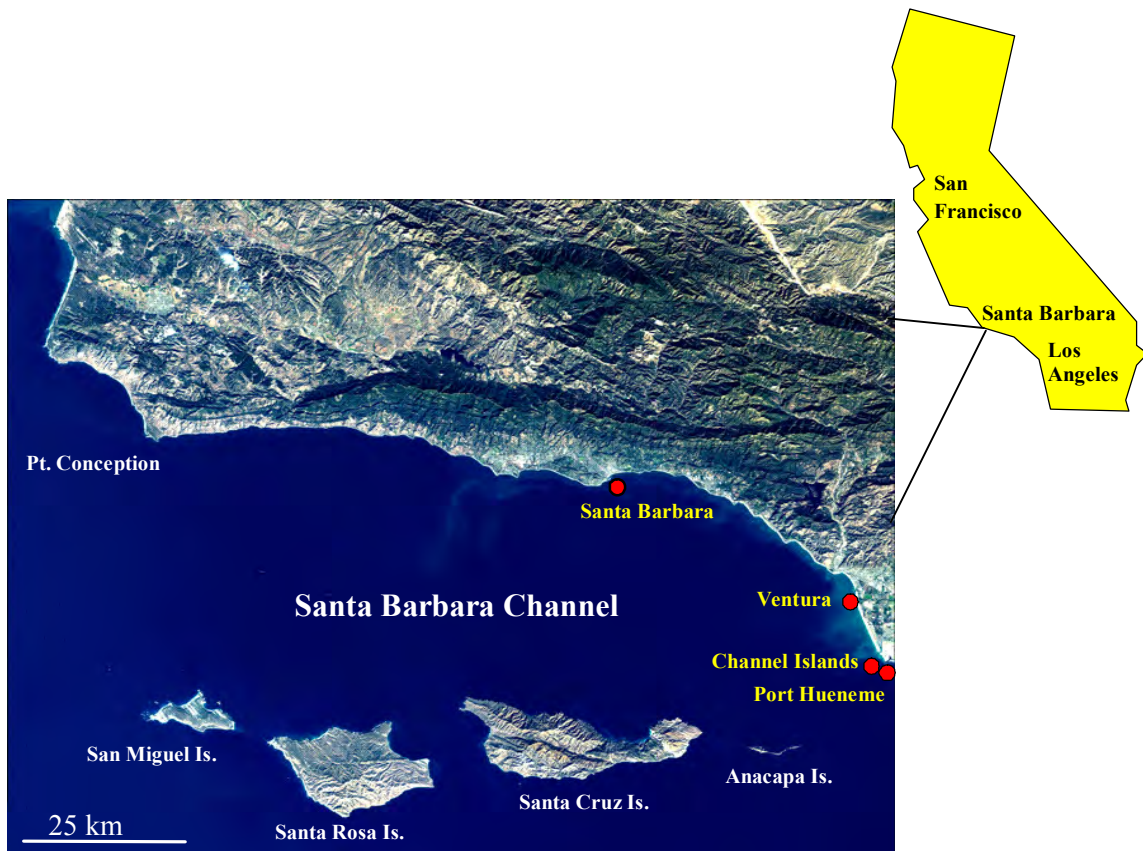 San
Francisco
Santa Barbara
Los
Angeles
Pt. Conception
Santa Barbara
Santa Barbara Channel
Ventura
Channel Islands
Port Hueneme
San Miguel Is.
Anacapa Is.
Santa Cruz Is.
Santa Rosa Is.
25 km